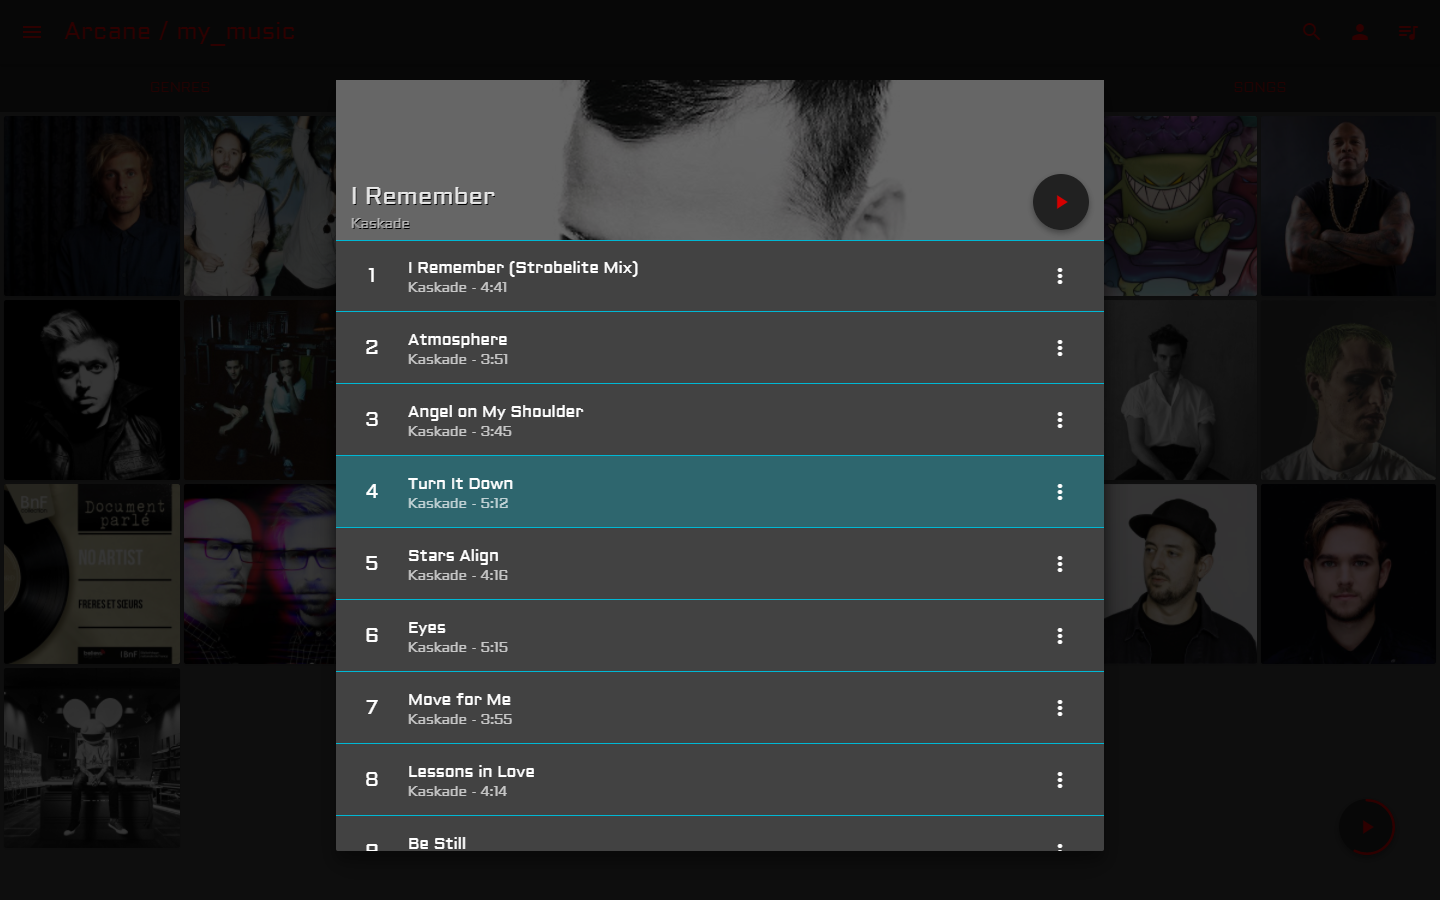 Arcane / my_music
GENRES
SONGS
I Remember
Kaskade
1
I Remember (Strobelite Mix)
Kaskade - 4:41
2
Atmosphere
Kaskade - 3:51
3
Angel on My Shoulder
Kaskade - 3:45
4
Turn It Down
Kaskade - 5:12
5
Stars Align
Kaskade - 4:16
6
Eyes
Kaskade - 5:15
7
Move for Me
Kaskade - 3:55
8
Lessons in Love
Kaskade - 4:14
9
Be Still
BnF
Document
parlé
NO ARTIST
FRERES ET SŒURS